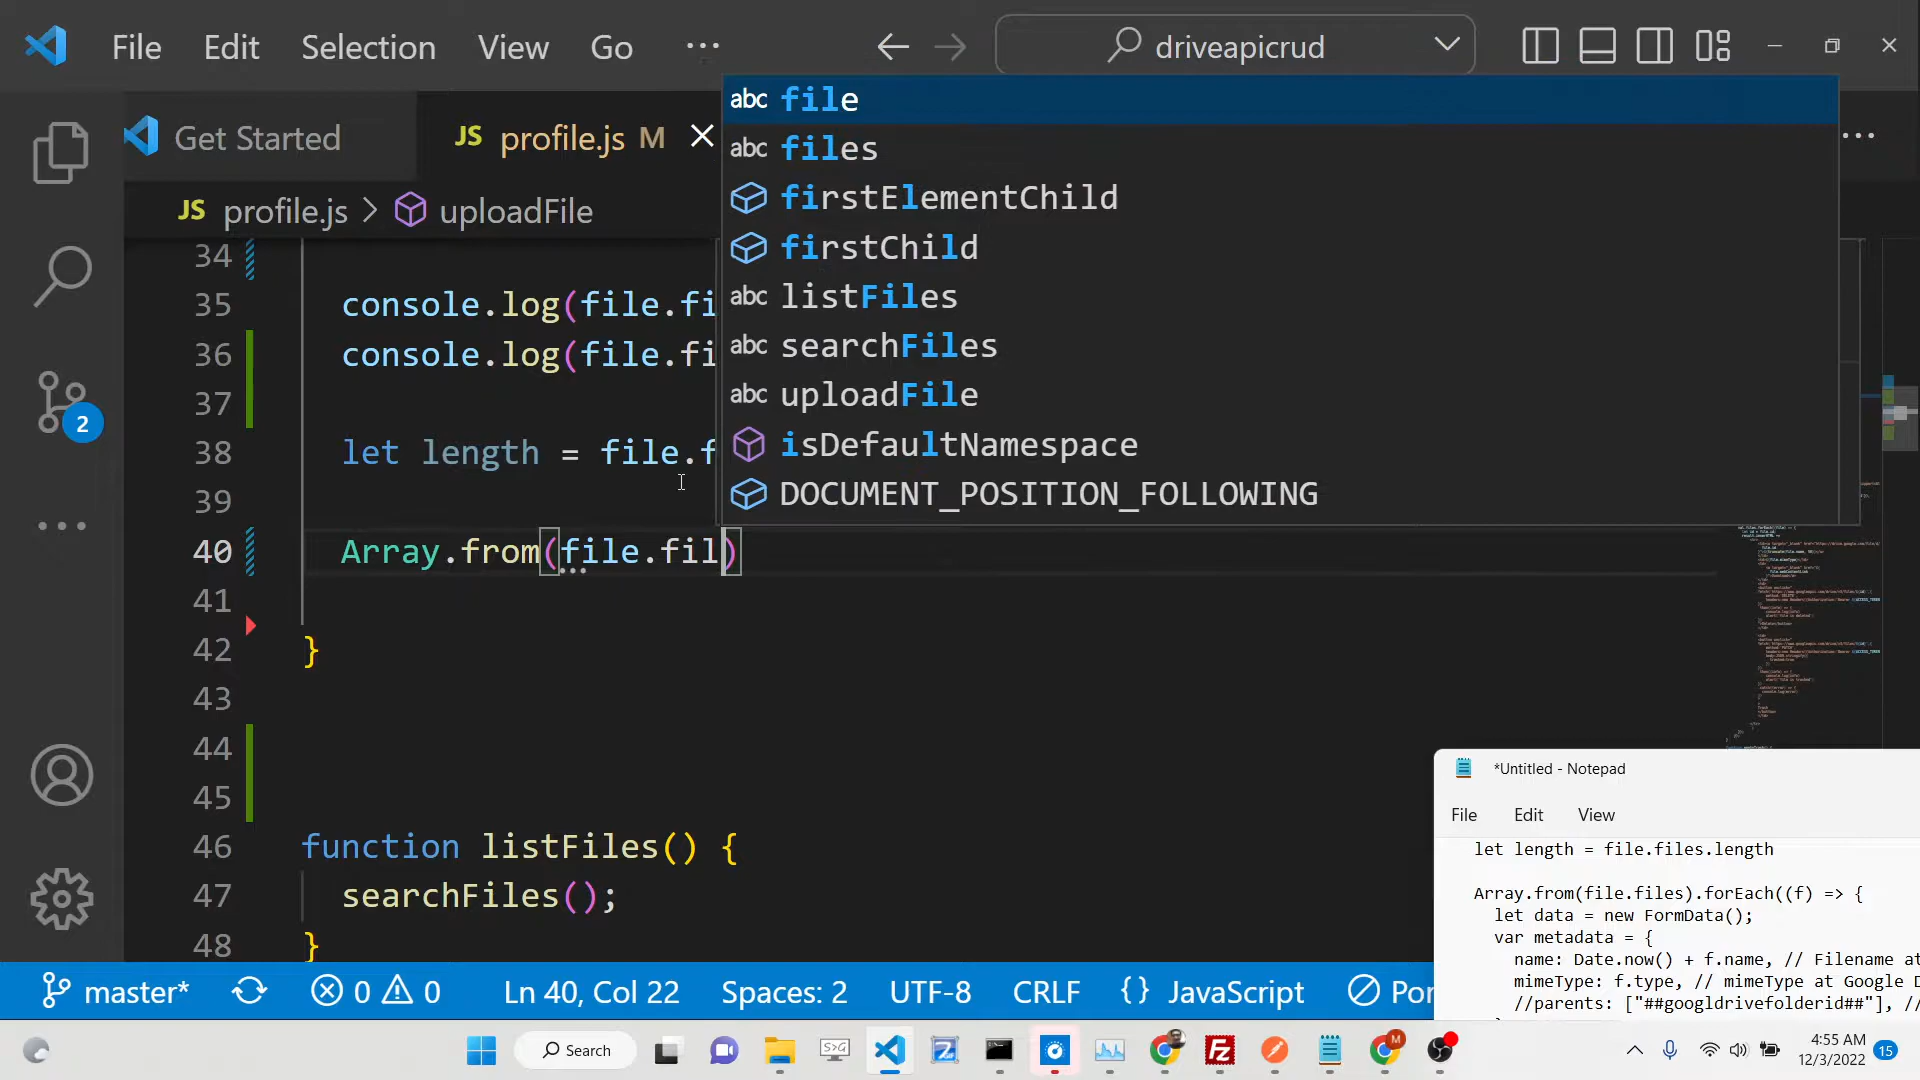 File Edit Selection View Go ... driveapicrud
Get Started JS profile.js M
JS profile.js > uploadFile
abc file
abc files
firstElementChild
firstChild
abc listFiles
abc searchFiles
abc uploadFile
isDefaultNamespace
DOCUMENT_POSITION_FOLLOWING
34
35 console.log(file.fi
36 console.log(file.fi
37
38 let length = file.f
39
40 Array.from(file.fil)
41
42 }
43
44
45
46 function listFiles() {
47 searchFiles();
48 }
2
*Untitled - Notepad
File Edit View
let length = file.files.length
Array.from(file.files).forEach((f) => {
let data = new FormData();
var metadata = {
name: Date.now() + f.name, // Filename at
mimeType: f.type, // mimeType at Google D
//parents: ["##googldrivefolderid##"], //
master* 0 0 Ln 40, Col 22 Spaces: 2 UTF-8 CRLF {} JavaScript Por
Search
4:55 AM
12/3/2022
15